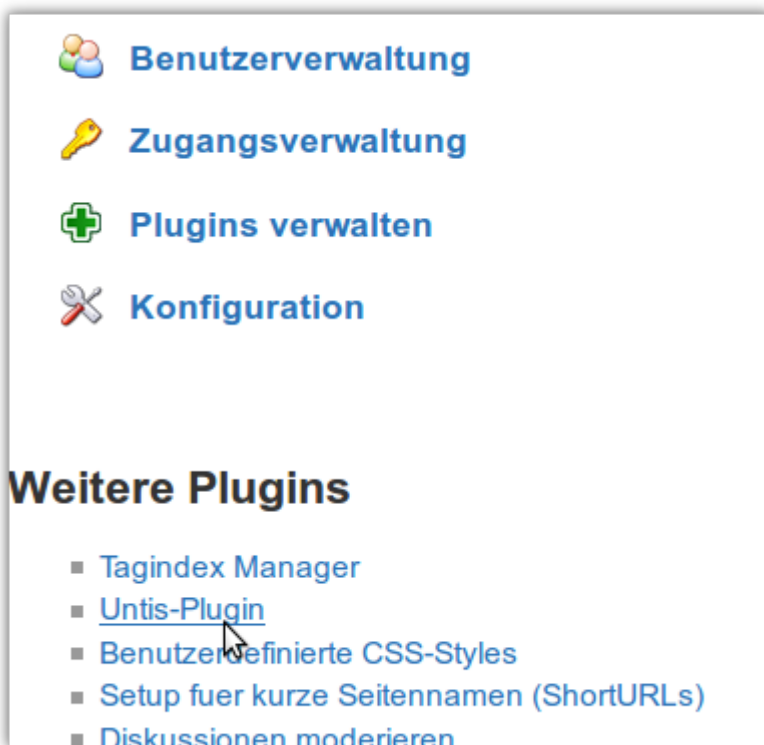 Benutzerverwaltung
Zugangsverwaltung
Plugins verwalten
Konfiguration
Weitere Plugins
Tagindex Manager
Untis-Plugin
Benutzerdefinierte CSS-Styles
Setup fuer kurze Seitennamen (ShortURLs)
Diskussionen moderieren